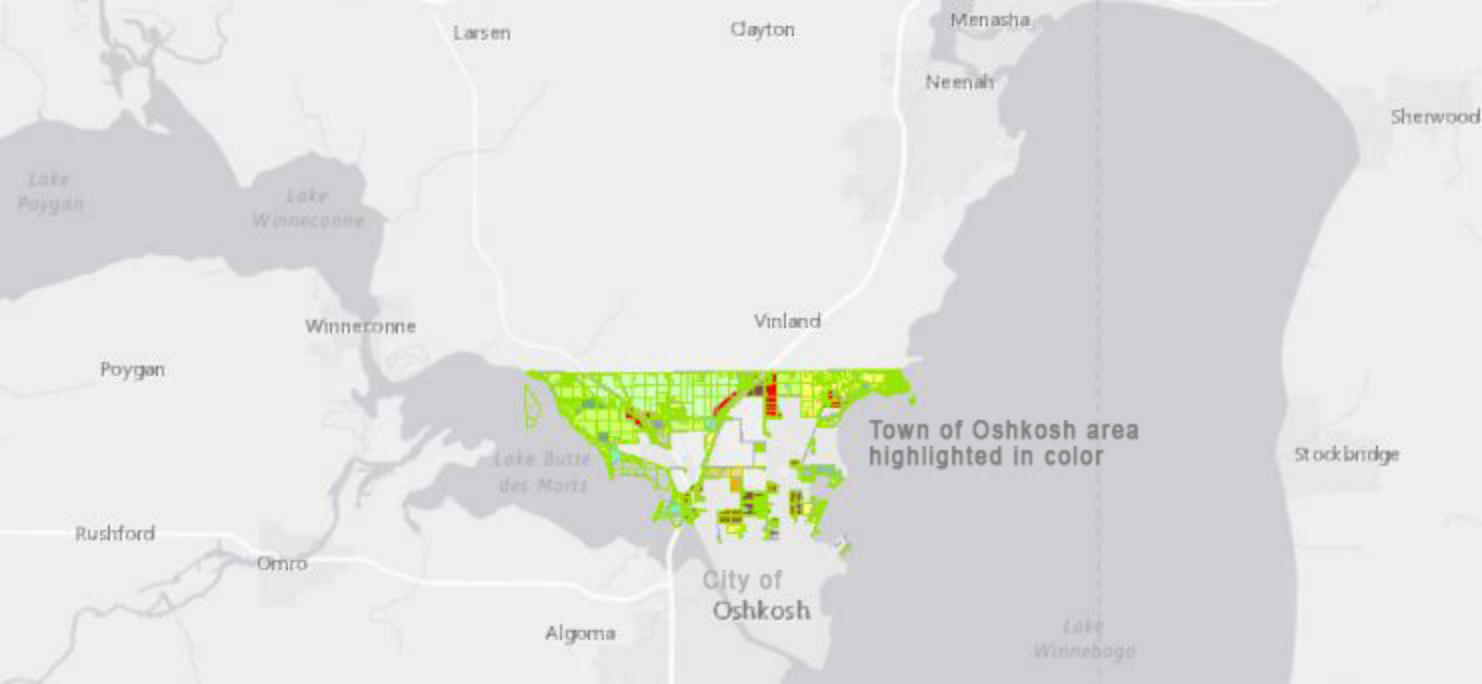 Larsen
Clayton
Menasha
Neenah
Sherwood
Lake
Poygan
Lake
Winneconne
Winneconne
Vinland
Poygan
Town of Oshkosh area
highlighted in color
Lake Butte
des Morts
Stockbridge
Rushford
Omro
City of
Oshkosh
Algoma
Lake
Winnebago